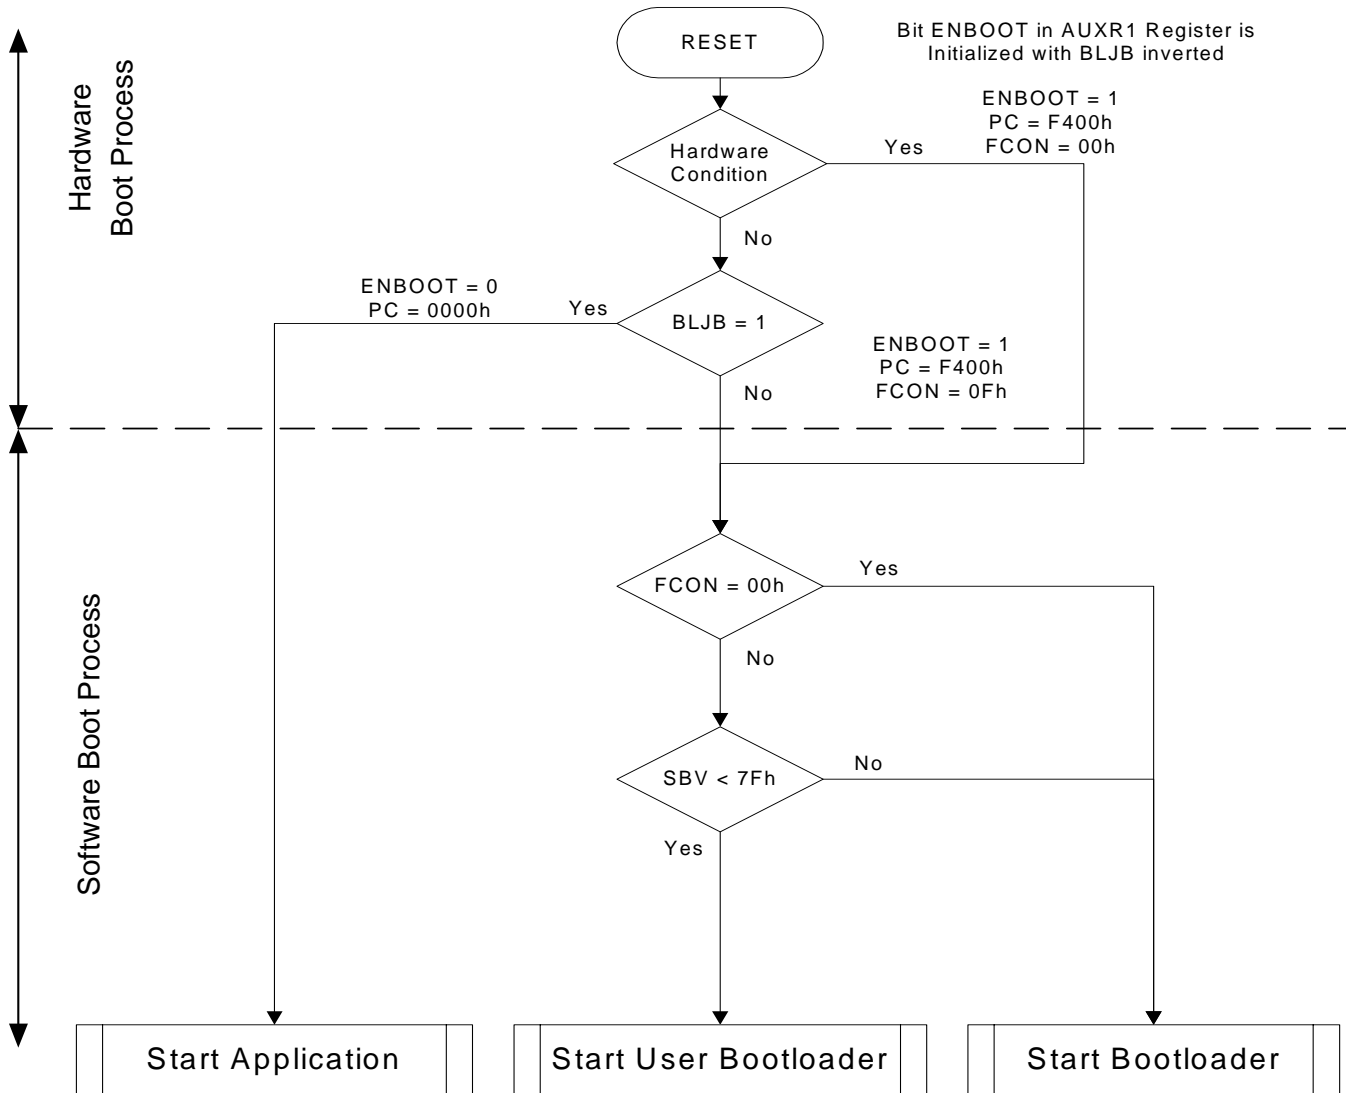 RESET
Bit ENBOOT in AUXR1 Register is
Initialized with BLJB inverted
Hardware
Boot Process
ENBOOT = 1
PC = F400h
FCON = 00h
Hardware
Condition
Yes
No
ENBOOT = 0
PC = 0000h
Yes
BLJB = 1
ENBOOT = 1
PC = F400h
FCON = 0Fh
No
Software Boot Process
FCON = 00h
Yes
No
SBV < 7Fh
No
Yes
Start Application
Start User Bootloader
Start Bootloader